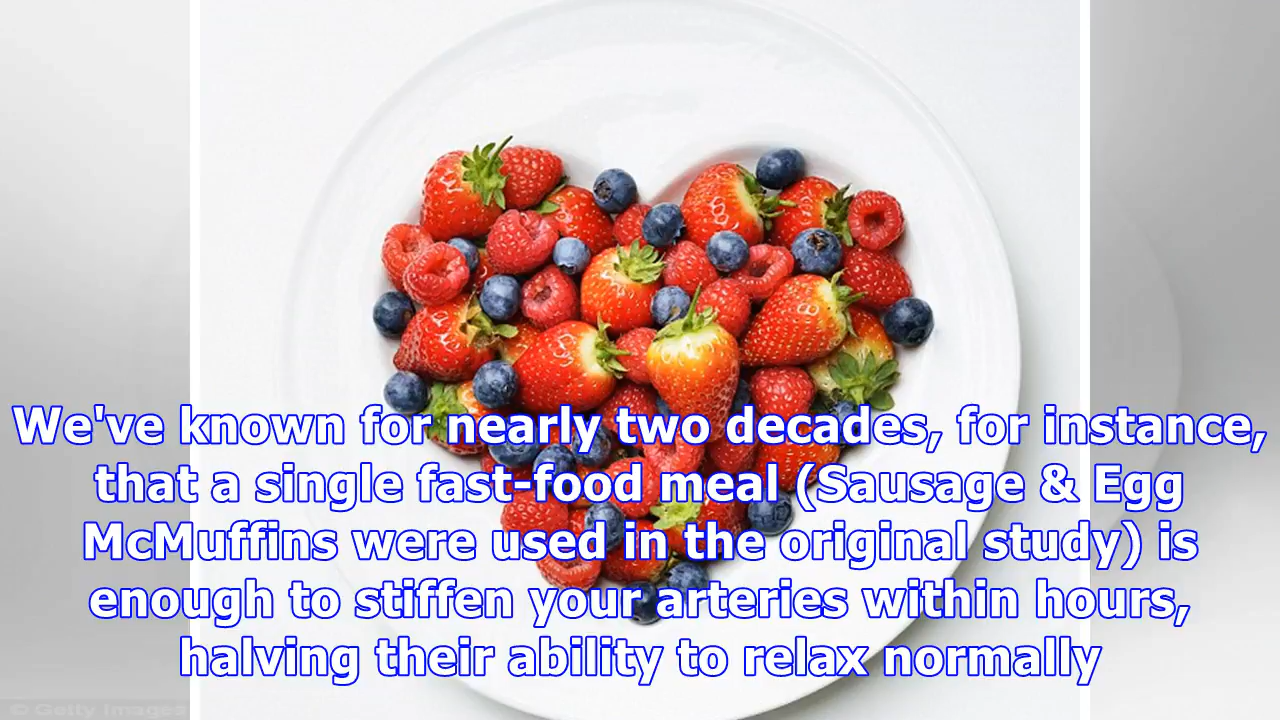 We've known for nearly two decades, for instance,
that a single fast-food meal (Sausage & Egg
McMuffins were used in the original study) is
enough to stiffen your arteries within hours,
halving their ability to relax normally
© Getty Images